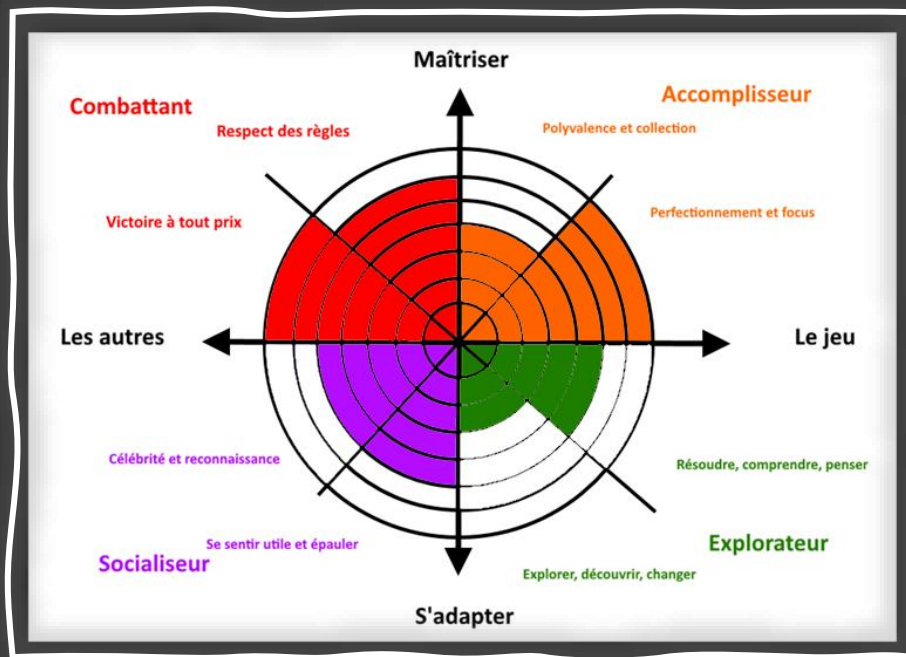 Maîtriser
Combattant
Accomplisseur
Respect des règles
Polyvalence et collection
Victoire à tout prix
Perfectionnement et focus
Les autres
Le jeu
Célébrité et reconnaissance
Résoudre, comprendre, penser
Se sentir utile et épauler
Explorateur
Socialiseur
Explorer, découvrir, changer
S'adapter